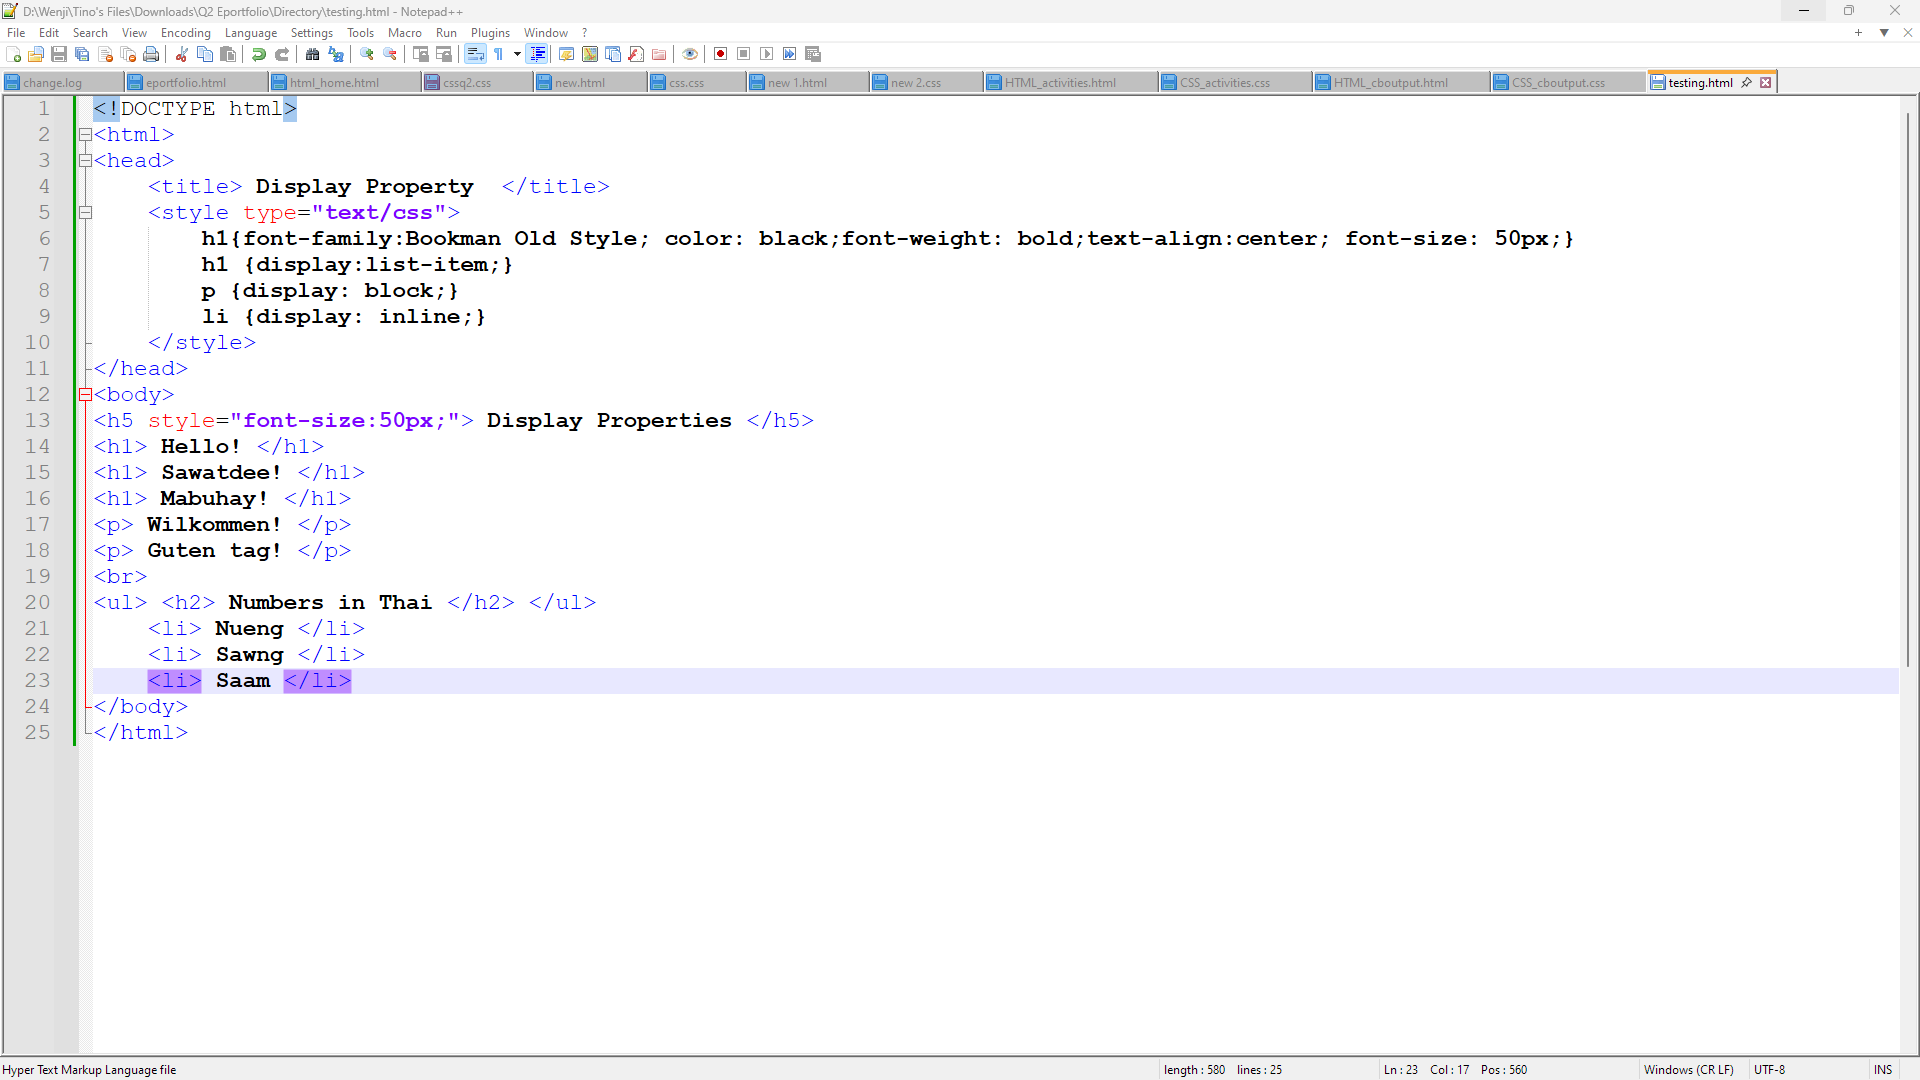 D:\Wenji\Tino's Files\Downloads\Q2 Eportfolio\Directory\testing.html - Notepad++
File Edit Search View Encoding Language Settings Tools Macro Run Plugins Window ?
change.log eportfolio.html html_home.html cssq2.css new.html css.css new 1.html new 2.css HTML_activities.html CSS_activities.css HTML_cboutput.html CSS_cboutput.css testing.html
1 <!DOCTYPE html>
2 <html>
3 <head>
4 <title> Display Property  </title>
5 <style type="text/css">
6 h1{font-family:Bookman Old Style; color: black;font-weight: bold;text-align:center; font-size: 50px;}
7 h1 {display:list-item;}
8 p {display: block;}
9 li {display: inline;}
10 </style>
11 </head>
12 <body>
13 <h5 style="font-size:50px;"> Display Properties </h5>
14 <h1> Hello! </h1>
15 <h1> Sawatdee! </h1>
16 <h1> Mabuhay! </h1>
17 <p> Wilkommen! </p>
18 <p> Guten tag! </p>
19 <br>
20 <ul> <h2> Numbers in Thai </h2> </ul>
21 <li> Nueng </li>
22 <li> Sawng </li>
23 <li> Saam </li>
24 </body>
25 </html>
Hyper Text Markup Language file length : 580 lines : 25 Ln : 23 Col : 17 Pos : 560 Windows (CR LF) UTF-8 INS